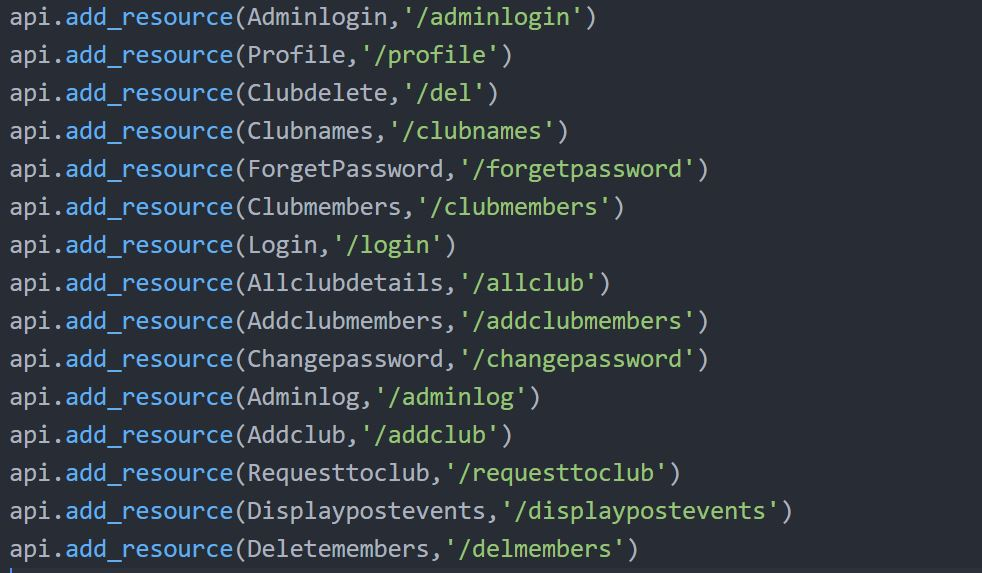 api.add_resource(Adminlogin,'/adminlogin')
api.add_resource(Profile,'/profile')
api.add_resource(Clubdelete,'/del')
api.add_resource(Clubnames,'/clubnames')
api.add_resource(ForgetPassword,'/forgetpassword')
api.add_resource(Clubmembers,'/clubmembers')
api.add_resource(Login,'/login')
api.add_resource(Allclubdetails,'/allclub')
api.add_resource(Addclubmembers,'/addclubmembers')
api.add_resource(Changepassword,'/changepassword')
api.add_resource(Adminlog,'/adminlog')
api.add_resource(Addclub,'/addclub')
api.add_resource(Requesttoclub,'/requesttoclub')
api.add_resource(Displaypostevents,'/displaypostevents')
api.add_resource(Deletemembers,'/delmembers')